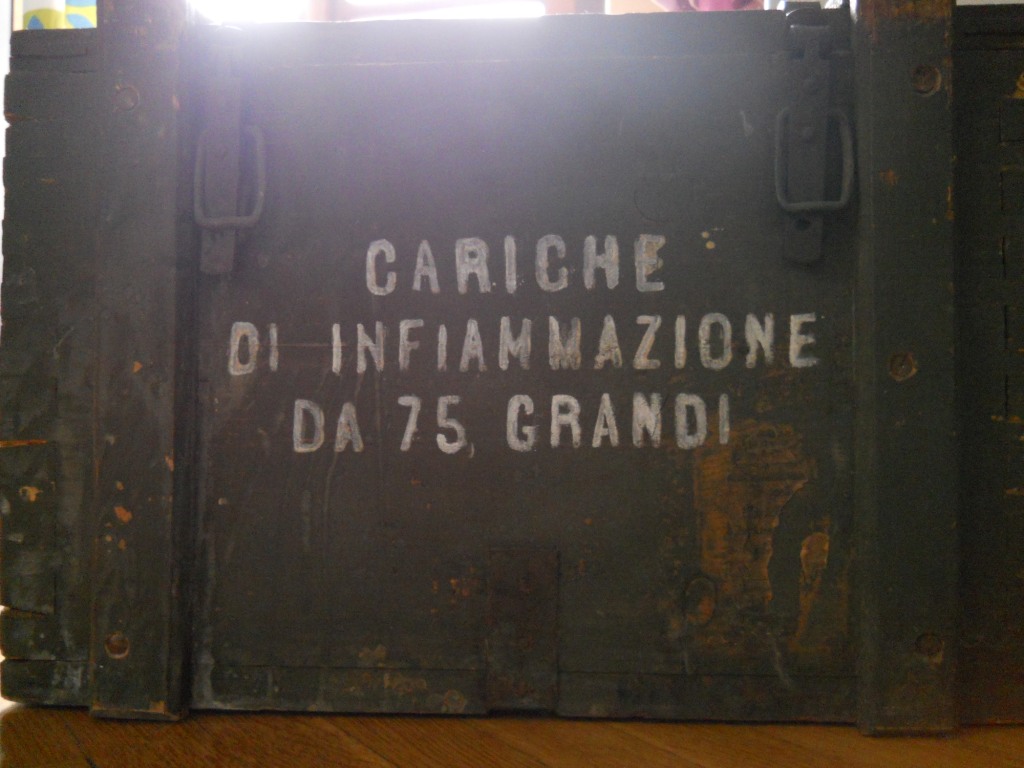 CARICHE
DI INFIAMMAZIONE
DA 75, GRANDI